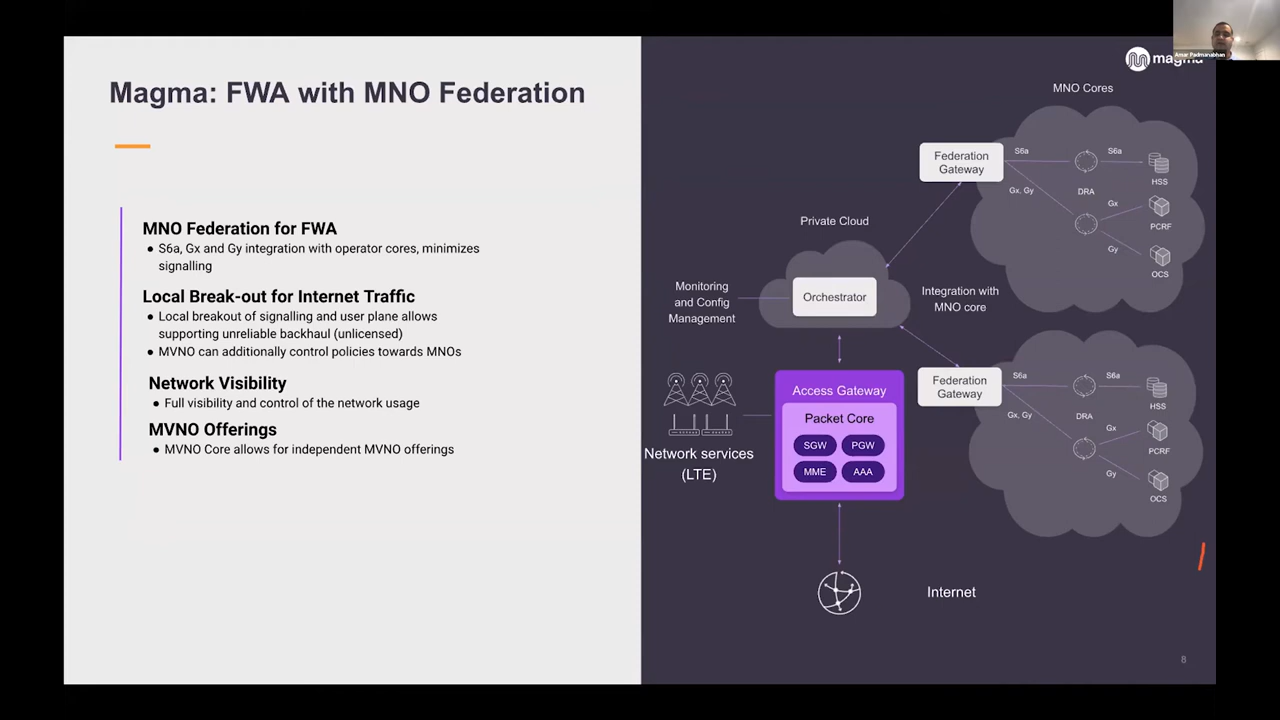 Magma: FWA with MNO Federation
MNO Federation for FWA
• S6a, Gx and Gy integration with operator cores, minimizes
signalling
Local Break-out for Internet Traffic
• Local breakout of signalling and user plane allows
supporting unreliable backhaul (unlicensed)
• MVNO can additionally control policies towards MNOs
Network Visibility
• Full visibility and control of the network usage
MVNO Offerings
• MVNO Core allows for independent MVNO offerings
Amar Padmanabhan
magma
MNO Cores
Federation
Gateway
S6a
S6a
Gx, Gy
DRA
HSS
Gx
PCRF
Gy
OCS
Private Cloud
Orchestrator
Monitoring
and Config
Management
Integration with
MNO core
Federation
Gateway
S6a
S6a
Gx, Gy
DRA
HSS
Gx
PCRF
Gy
OCS
Access Gateway
Packet Core
SGW
PGW
MME
AAA
Network services
(LTE)
Internet
8